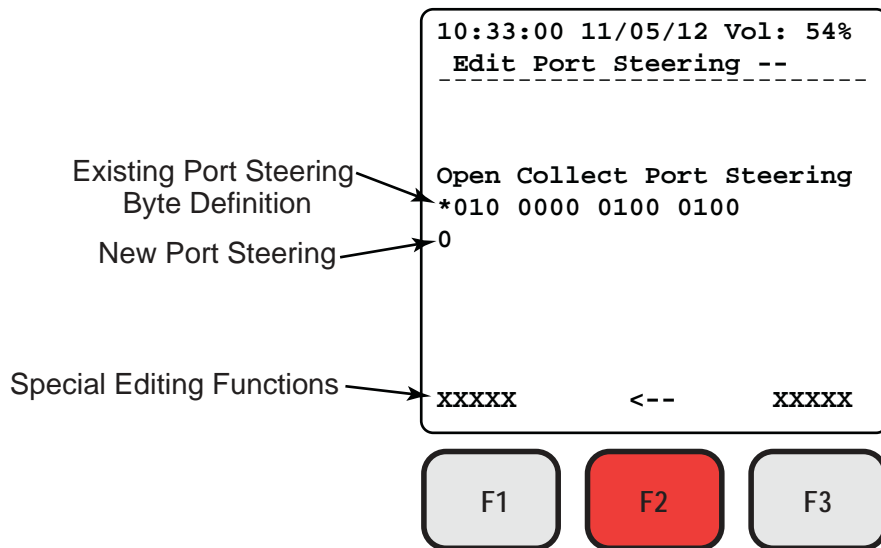 10:33:00 11/05/12 Vol: 54%
Edit Port Steering --
Existing Port Steering
Byte Definition
New Port Steering
Special Editing Functions
Open Collect Port Steering
*010 0000 0100 0100
0
XXXXX <-- XXXXX
F1 F2 F3